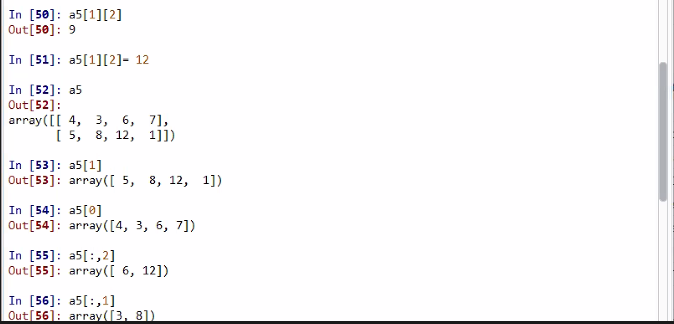 In [50]: a5[1][2]
Out[50]: 9
In [51]: a5[1][2]= 12
In [52]: a5
Out[52]:
array([[ 4,  3,  6,  7],
       [ 5,  8, 12,  1]])
In [53]: a5[1]
Out[53]: array([ 5,  8, 12,  1])
In [54]: a5[0]
Out[54]: array([4, 3, 6, 7])
In [55]: a5[:,2]
Out[55]: array([ 6, 12])
In [56]: a5[:,1]
Out[56]: array([3, 8])